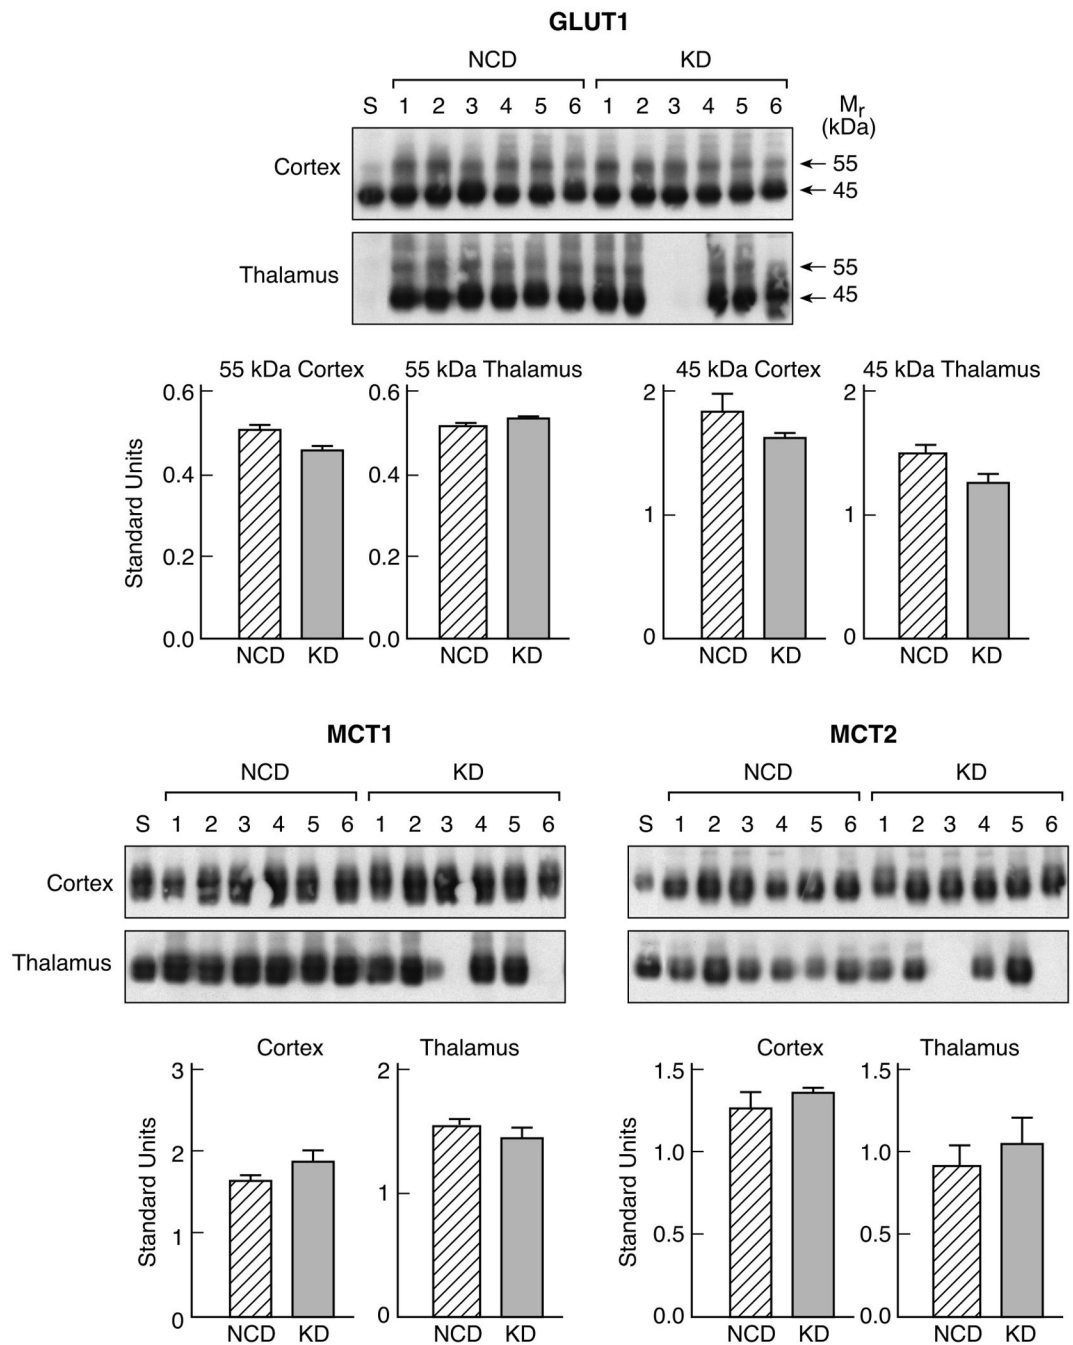 GLUT1
NCD KD
S 1 2 3 4 5 6 1 2 3 4 5 6 Mr
(kDa)
Cortex 55
45
Thalamus 55
45
55 kDa Cortex 55 kDa Thalamus 45 kDa Cortex 45 kDa Thalamus
Standard Units
0.6 0.6 2 2
0.4 0.4
1 1
0.2 0.2
0.0 0.0 0 0
NCD KD NCD KD NCD KD NCD KD
MCT1 MCT2
NCD KD NCD KD
S 1 2 3 4 5 6 1 2 3 4 5 6 S 1 2 3 4 5 6 1 2 3 4 5 6
Cortex
Thalamus
Cortex Thalamus Cortex Thalamus
Standard Units Standard Units
3 2 1.5 1.5
2 1.0 1.0
1 1 0.5 0.5
0 0 0.0 0.0
NCD KD NCD KD NCD KD NCD KD